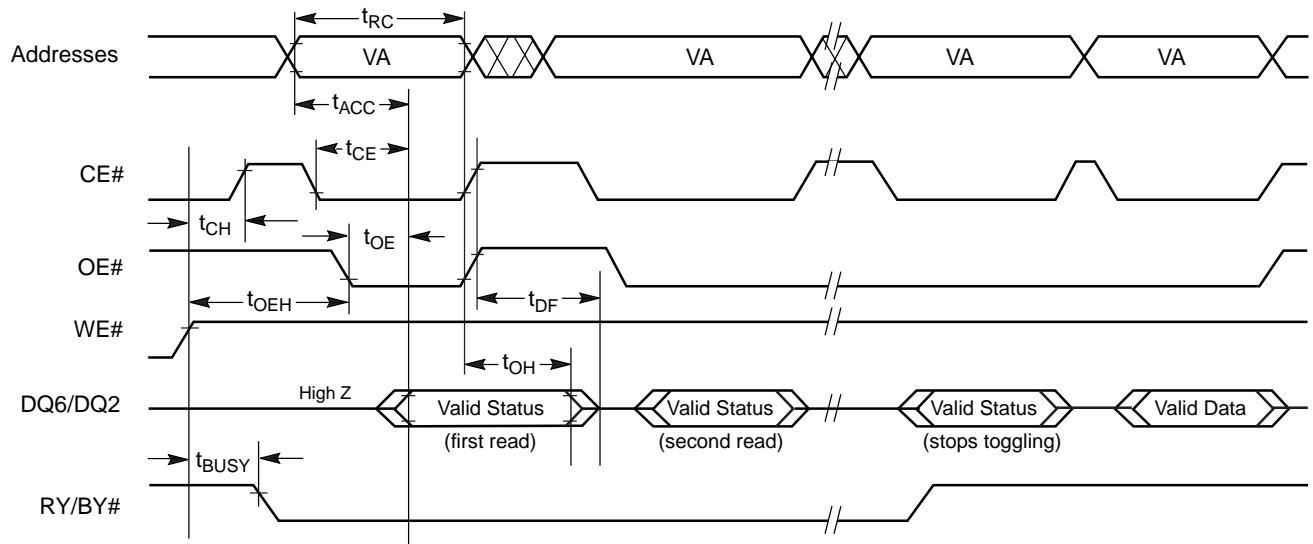 tRC
Addresses VA VA VA VA
tACC
tCE
CE#
tCH tOE
OE#
tOEH tDF
WE#
tOH
High Z
DQ6/DQ2 Valid Status Valid Status Valid Status Valid Data
(first read) (second read) (stops toggling)
tBUSY
RY/BY#